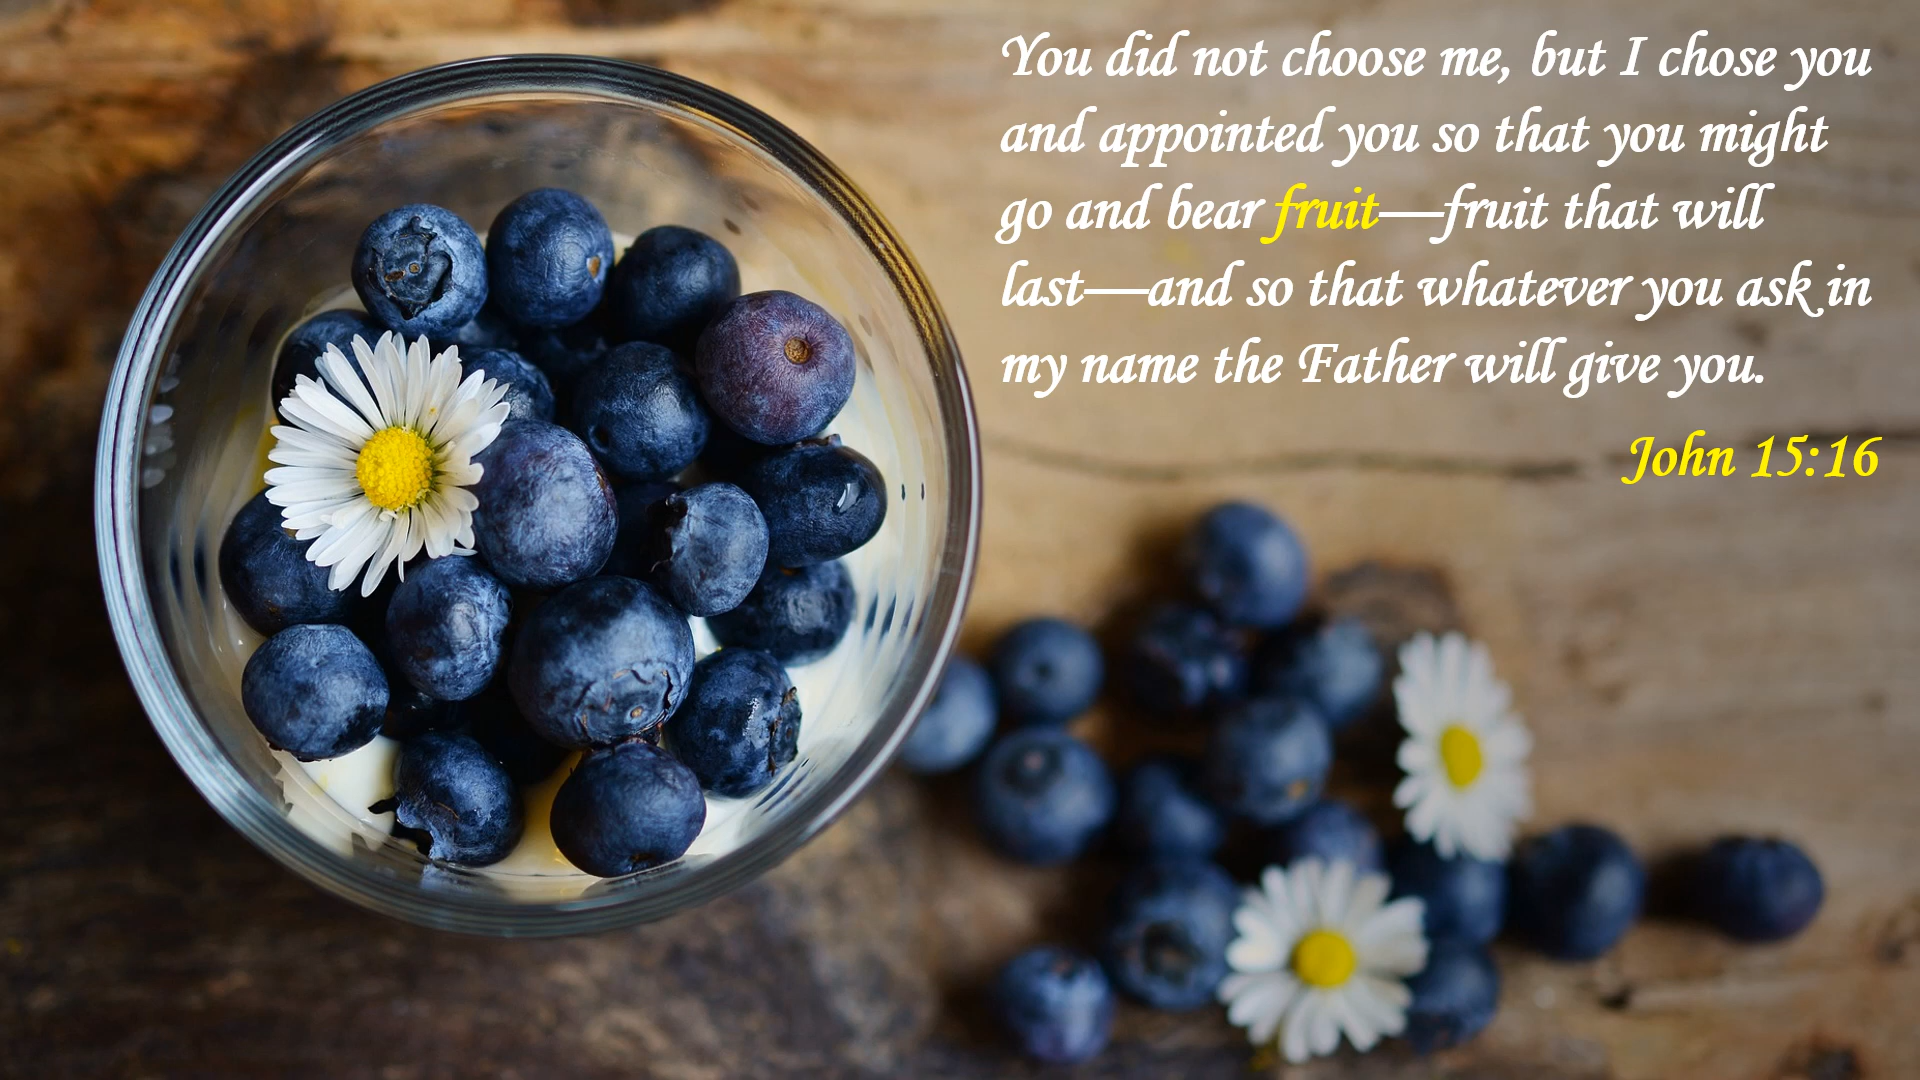 You did not choose me, but I chose you
and appointed you so that you might
go and bear fruit—fruit that will
last—and so that whatever you ask in
my name the Father will give you.
John 15:16